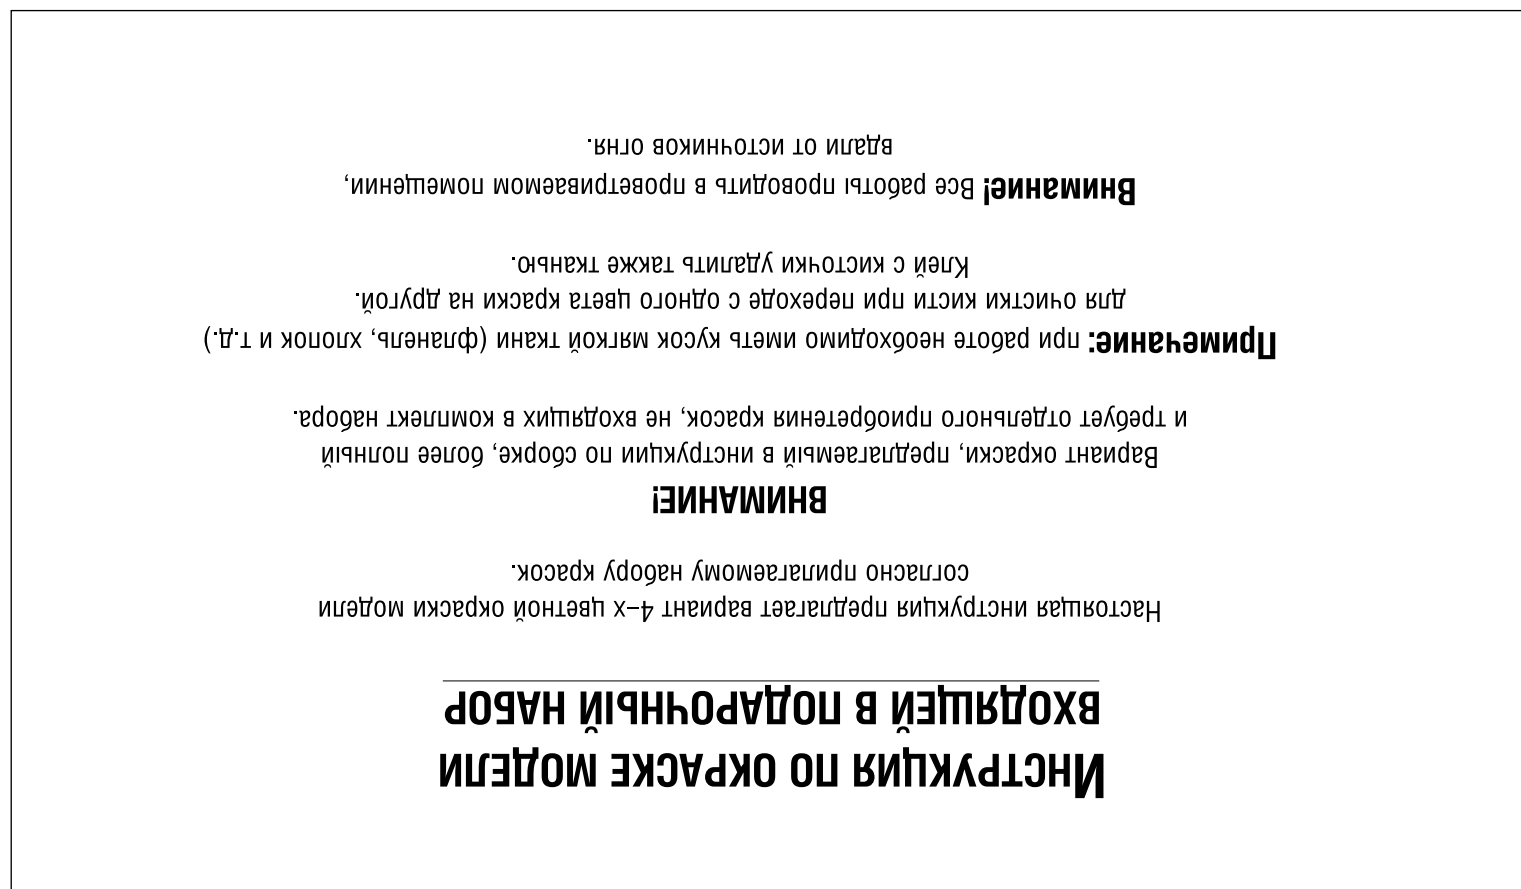 Инструкция по окраске модели
входящей в подарочный набор
Настоящая инструкция предлагает вариант 4–х цветной окраски модели
согласно прилагаемому набору красок.
ВНИМАНИЕ!
Вариант окраски, предлагаемый в инструкции по сборке, более полный
и требует отдельного приобретения красок, не входящих в комплект набора.
Примечание: при работе необходимо иметь кусок мягкой ткани (фланель, хлопок и т.д.)
для очистки кисти при переходе с одного цвета краски на другой.
Клей с кисточки удалить также тканью.
Внимание! Все работы проводить в проветриваемом помещении,
вдали от источников огня.